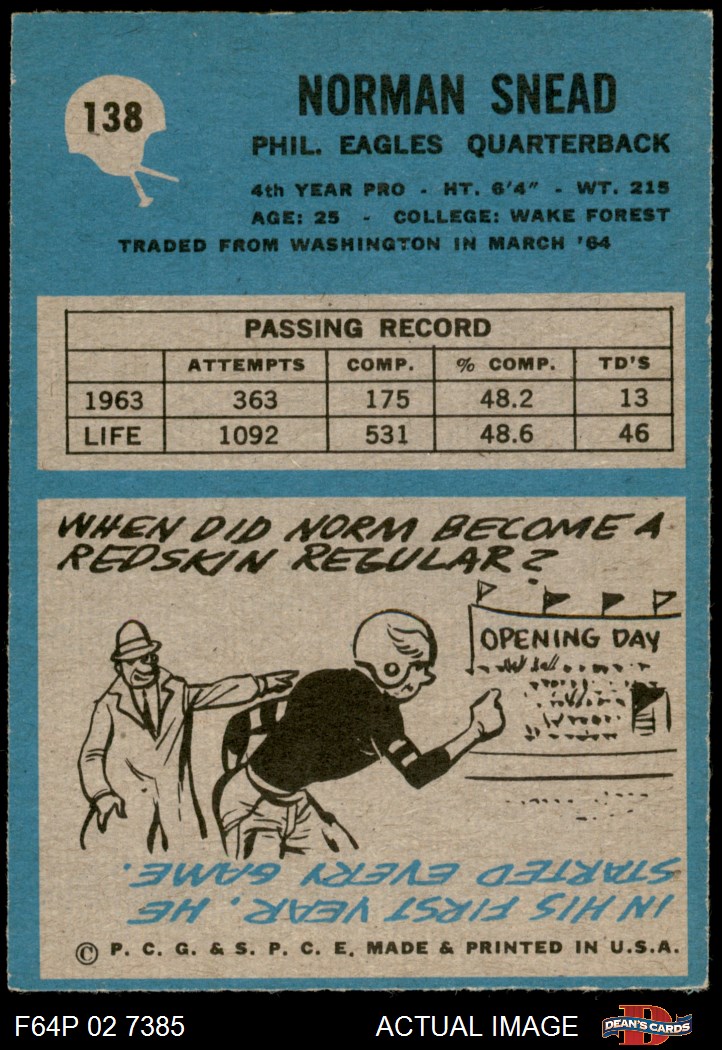 138
NORMAN SNEAD
PHIL. EAGLES QUARTERBACK
4th YEAR PRO - HT. 6'4" - WT. 215
AGE: 25 - COLLEGE: WAKE FOREST
TRADED FROM WASHINGTON IN MARCH '64
PASSING RECORD
ATTEMPTS COMP. % COMP. TD'S
1963 363 175 48.2 13
LIFE 1092 531 48.6 46
WHEN DID NORM BECOME A
REDSKIN REGULAR?
OPENING DAY
IN HIS FIRST YEAR. HE
STARTED EVERY GAME.
© P. C. G. & S. P. C. E. MADE & PRINTED IN U.S.A.
F64P 02 7385 ACTUAL IMAGE
D
DEAN'S CARDS